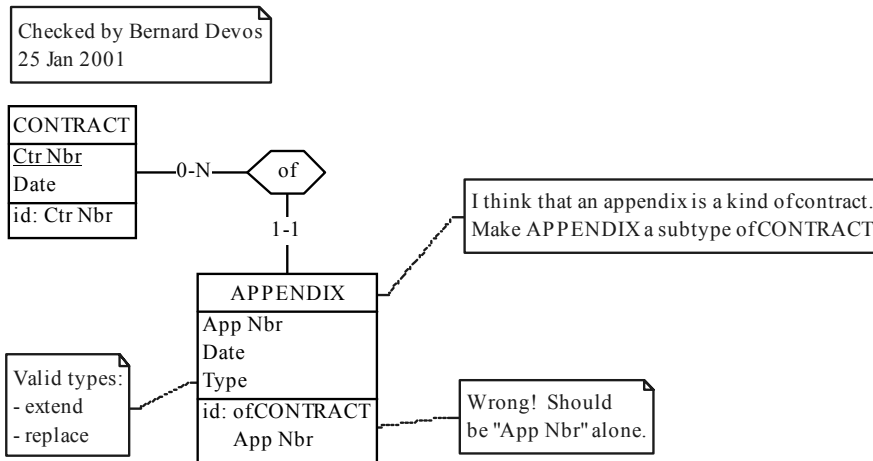 Checked by Bernard Devos
25 Jan 2001
CONTRACT
Ctr Nbr
Date
id: Ctr Nbr
0-N
of
1-1
I think that an appendix is a kind of contract.
Make APPENDIX a subtype of CONTRACT
APPENDIX
App Nbr
Date
Type
id: of.CONTRACT
App Nbr
Valid types:
- extend
- replace
Wrong! Should
be "App Nbr" alone.